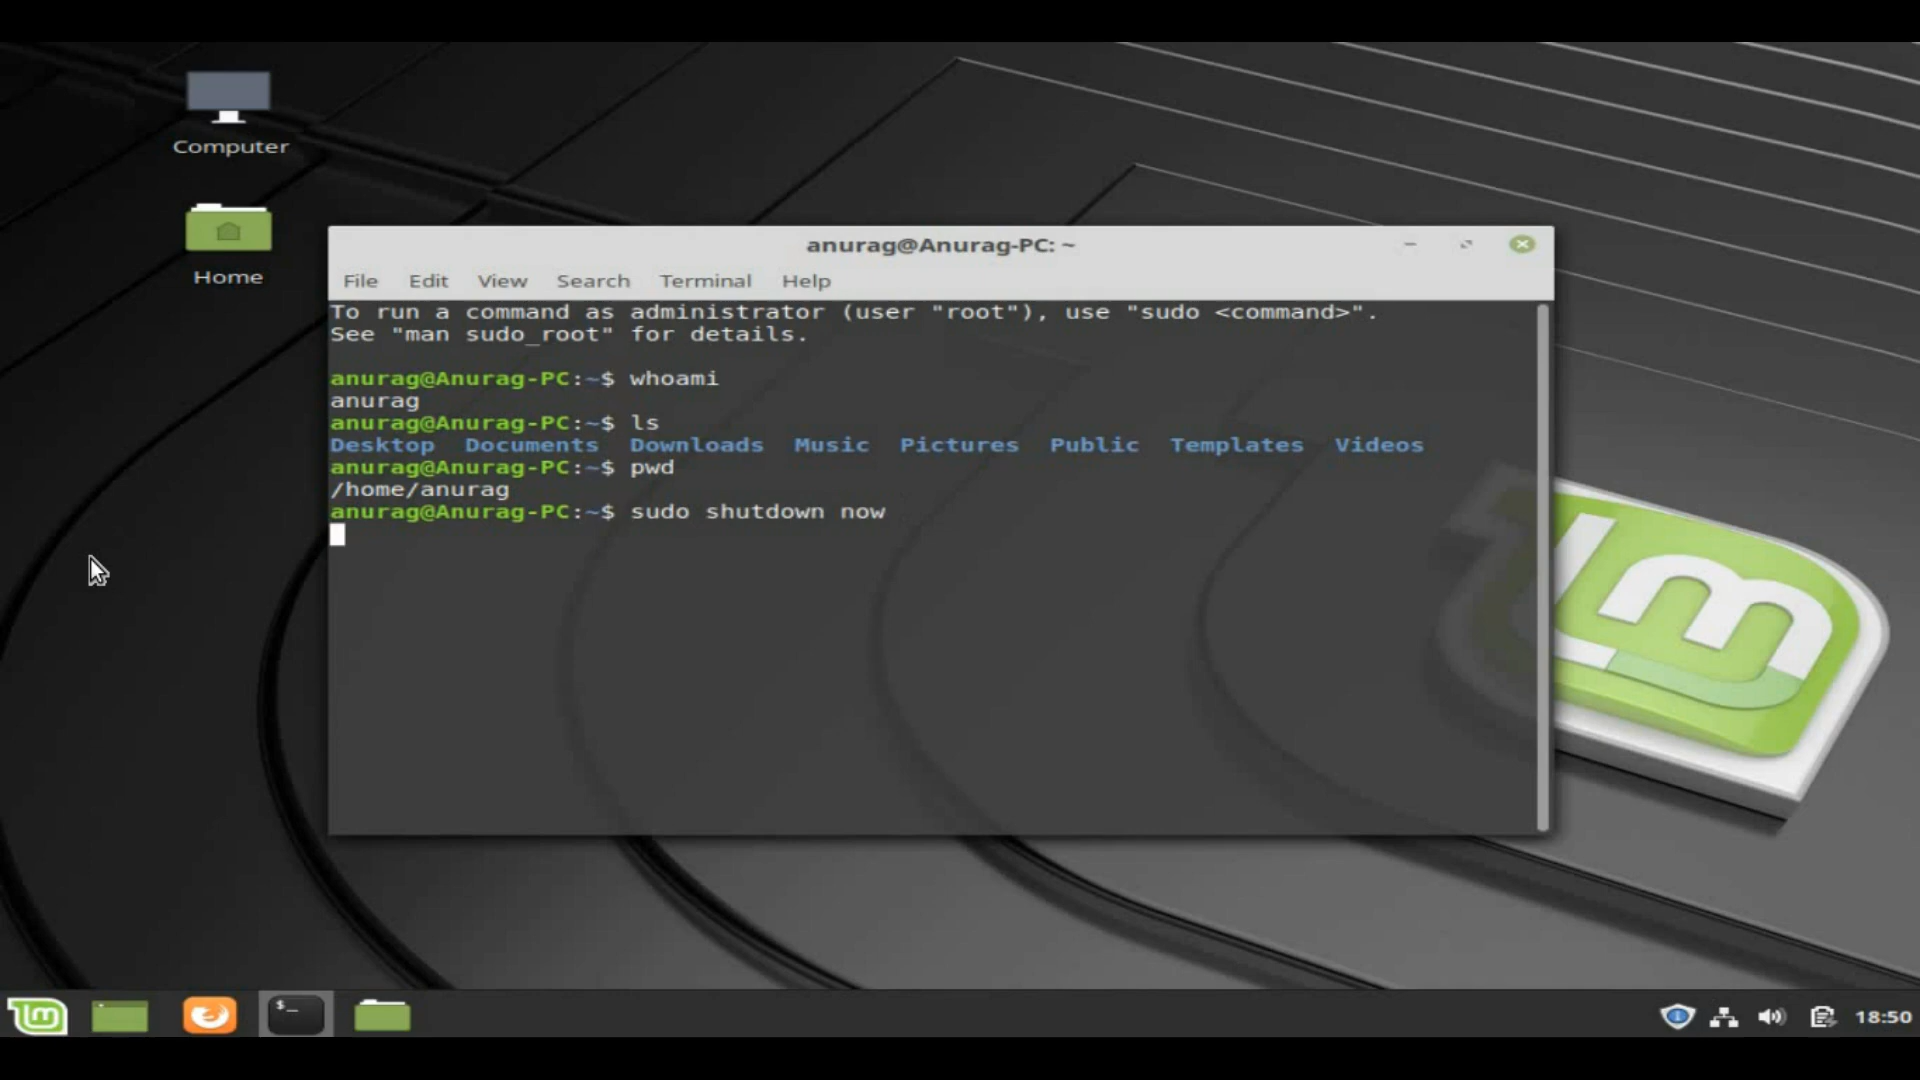 Computer
Home
anurag@Anurag-PC: ~
File Edit View Search Terminal Help
To run a command as administrator (user "root"), use "sudo <command>".
See "man sudo_root" for details.
anurag@Anurag-PC:~$ whoami
anurag
anurag@Anurag-PC:~$ ls
Desktop Documents Downloads Music Pictures Public Templates Videos
anurag@Anurag-PC:~$ pwd
/home/anurag
anurag@Anurag-PC:~$ sudo shutdown now
$_
18:50